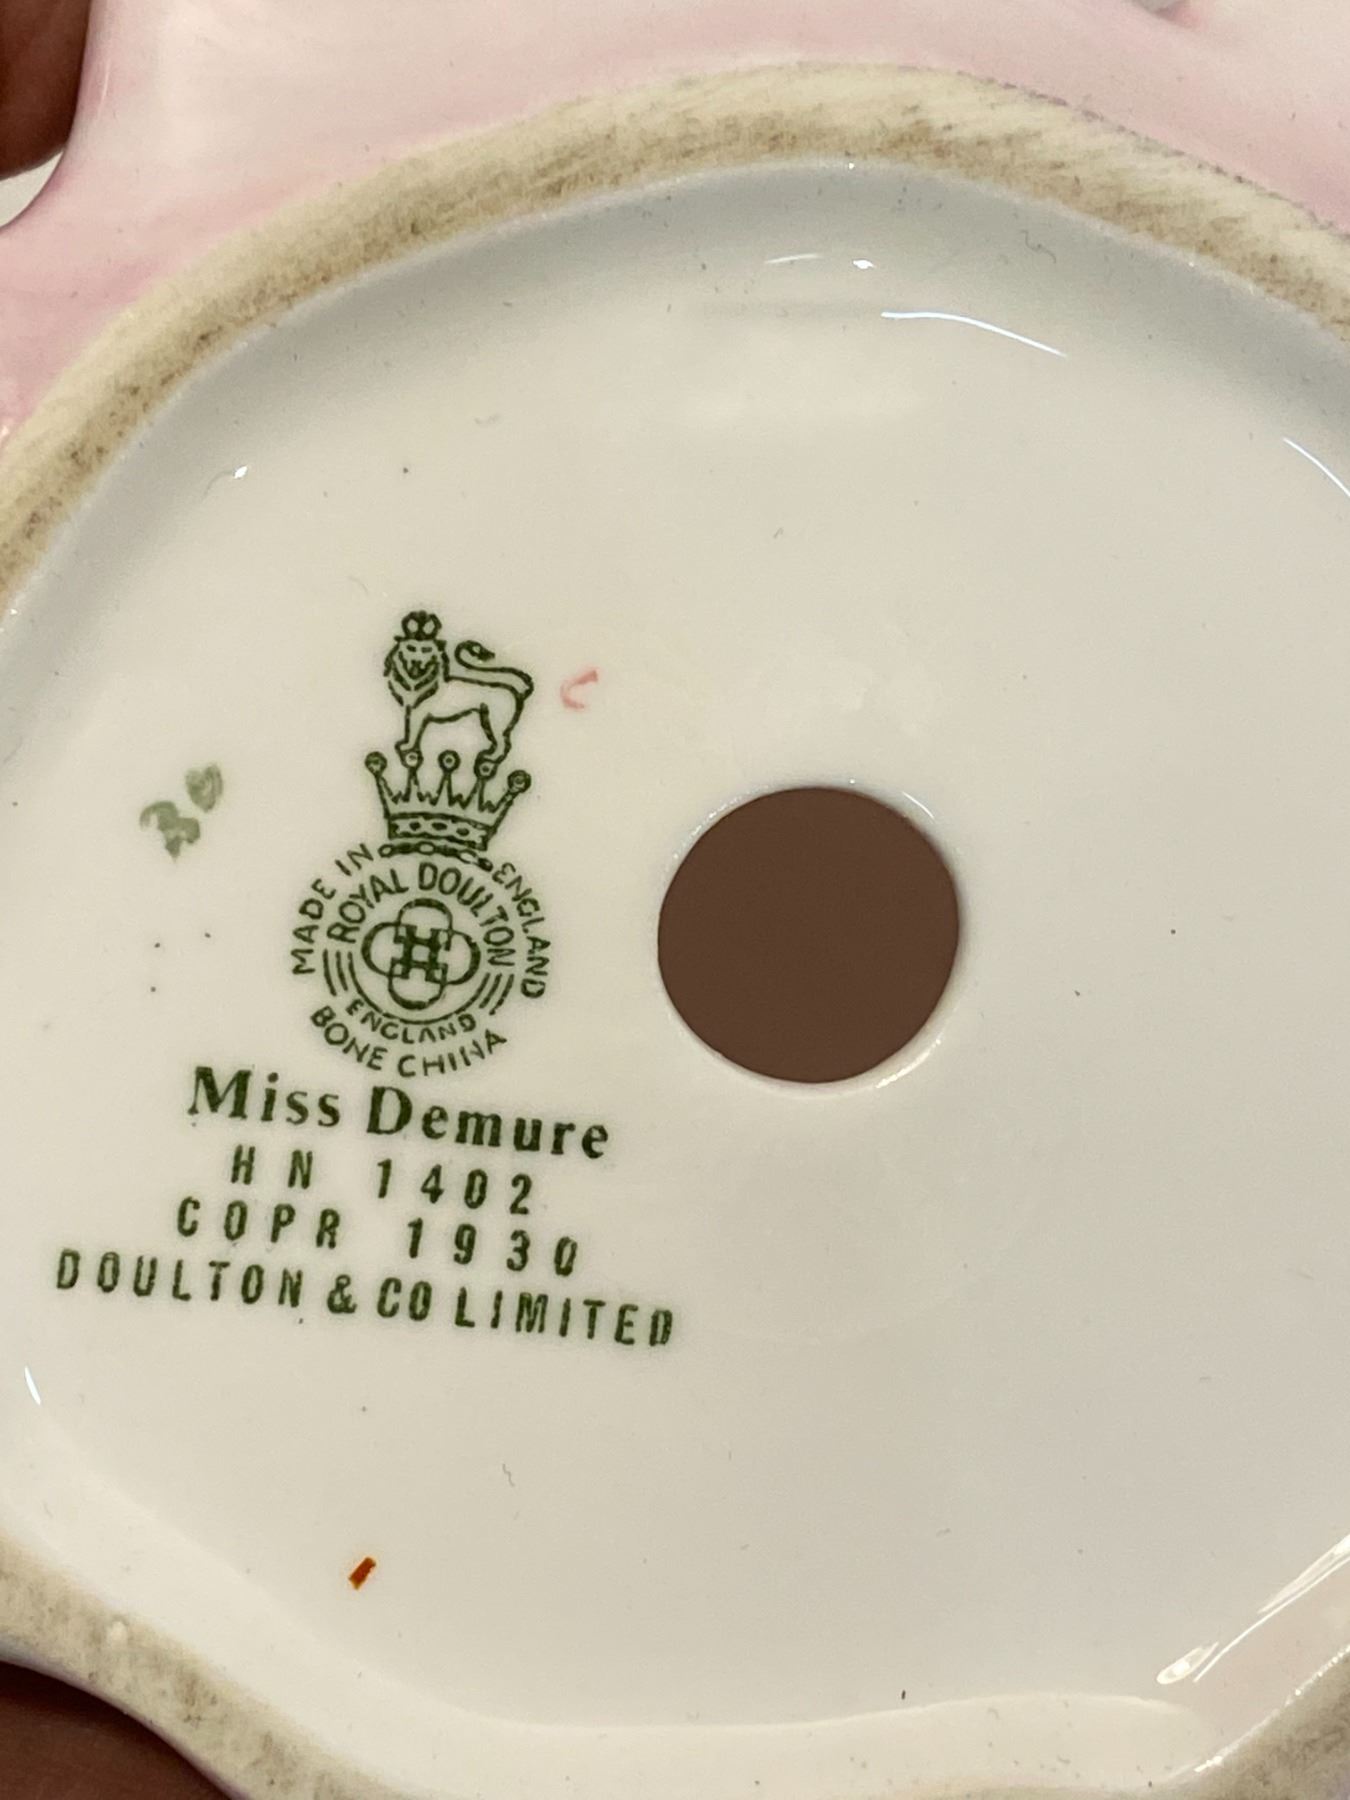 MADE IN ENGLAND
ROYAL DOULTON
ENGLAND
BONE CHINA
Miss Demure
HN 1402
COPR 1930
DOULTON & CO LIMITED